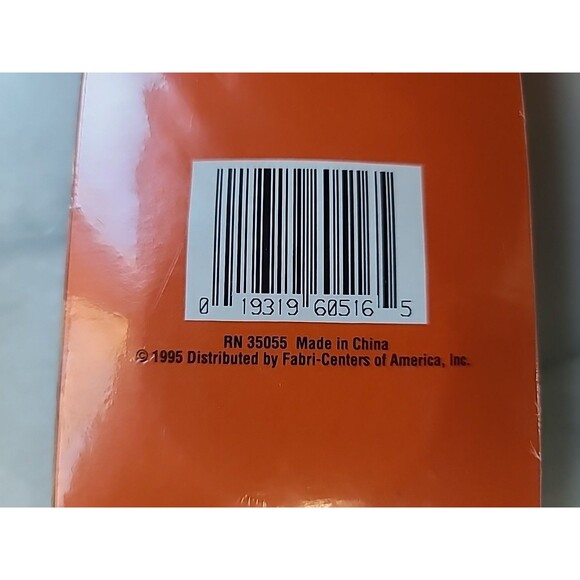 0 19319 60516 5
RN 35055 Made in China
© 1995 Distributed by Fabri-Centers of America, Inc.